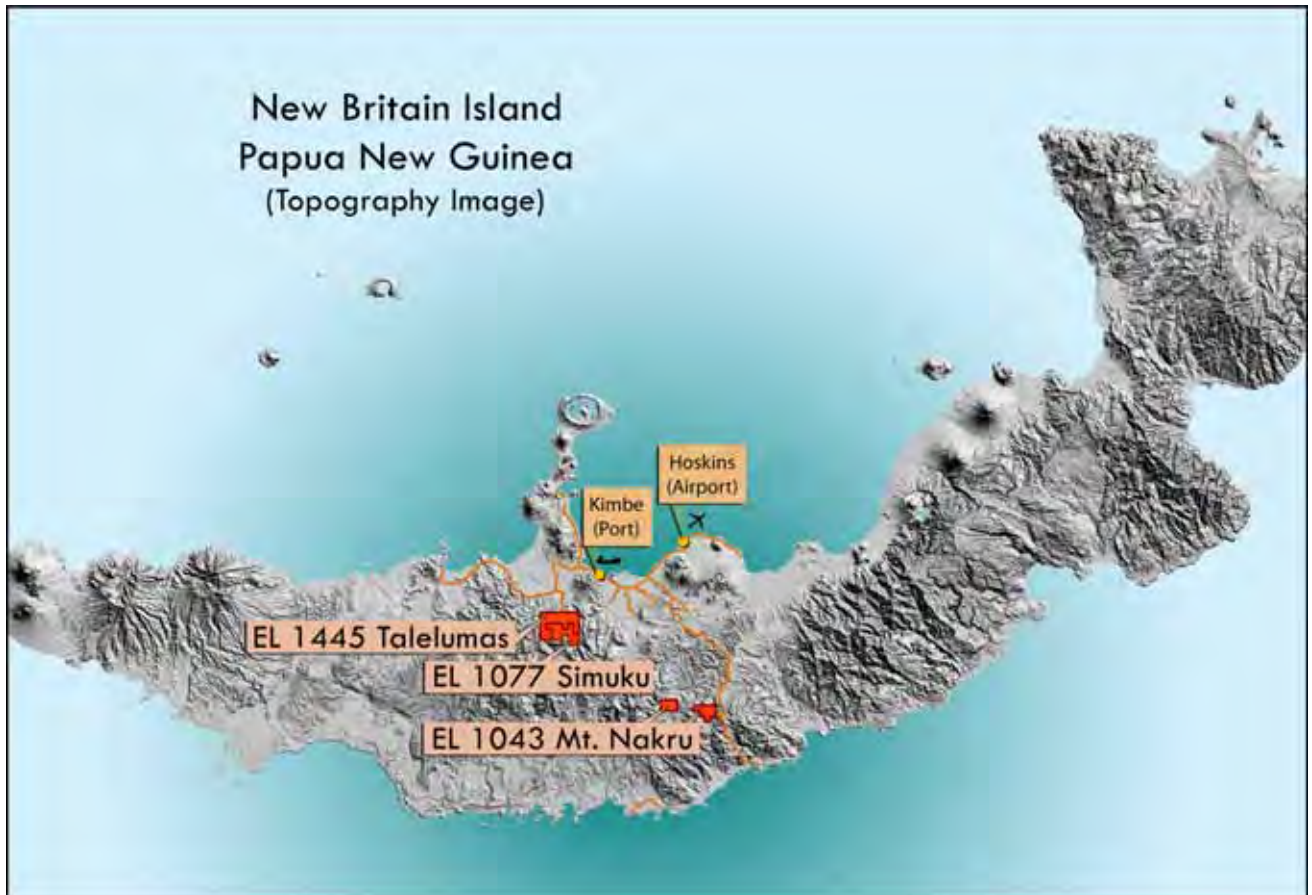 New Britain Island
Papua New Guinea
(Topography Image)
Hoskins
(Airport)
Kimbe
(Port)
EL 1445 Talelumas
EL 1077 Simuku
EL 1043 Mt. Nakru